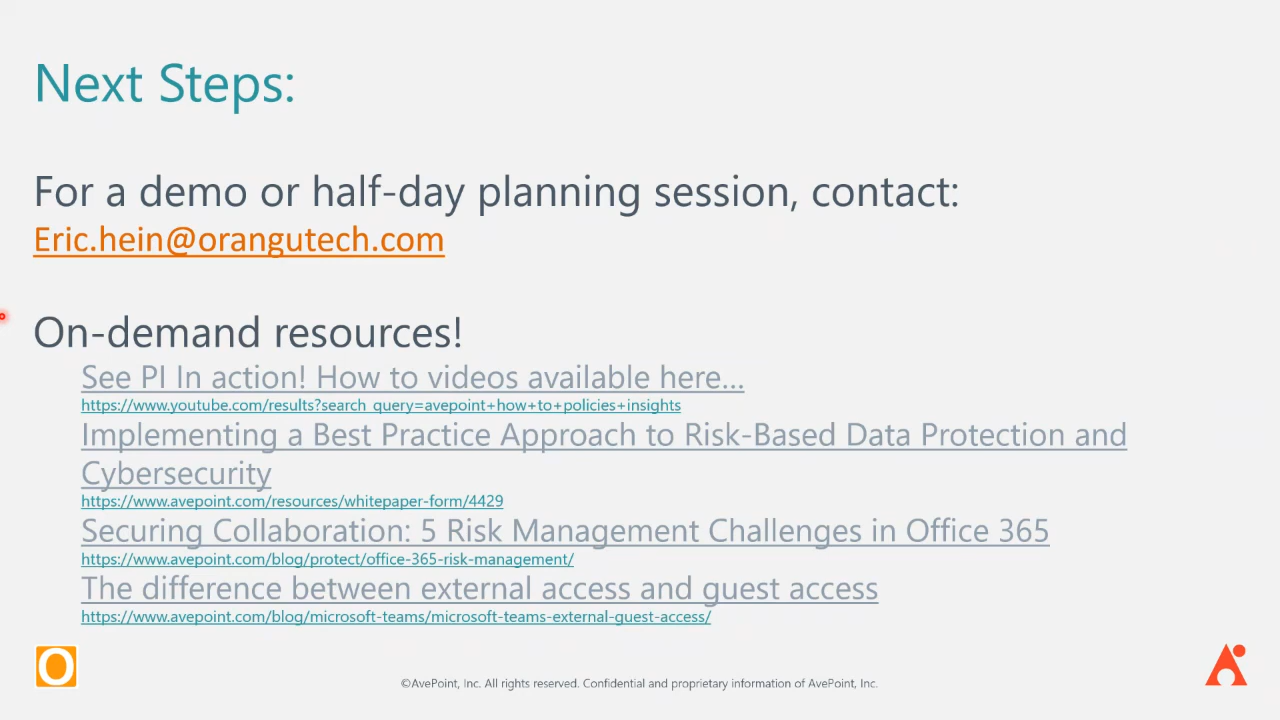 Next Steps:
For a demo or half-day planning session, contact:
Eric.hein@orangutech.com
On-demand resources!
See PI In action! How to videos available here...
https://www.youtube.com/results?search_query=avepoint+how+to+policies+insights
Implementing a Best Practice Approach to Risk-Based Data Protection and
Cybersecurity
https://www.avepoint.com/resources/whitepaper-form/4429
Securing Collaboration: 5 Risk Management Challenges in Office 365
https://www.avepoint.com/blog/protect/office-365-risk-management/
The difference between external access and guest access
https://www.avepoint.com/blog/microsoft-teams/microsoft-teams-external-guest-access/
O
©AvePoint, Inc. All rights reserved. Confidential and proprietary information of AvePoint, Inc.